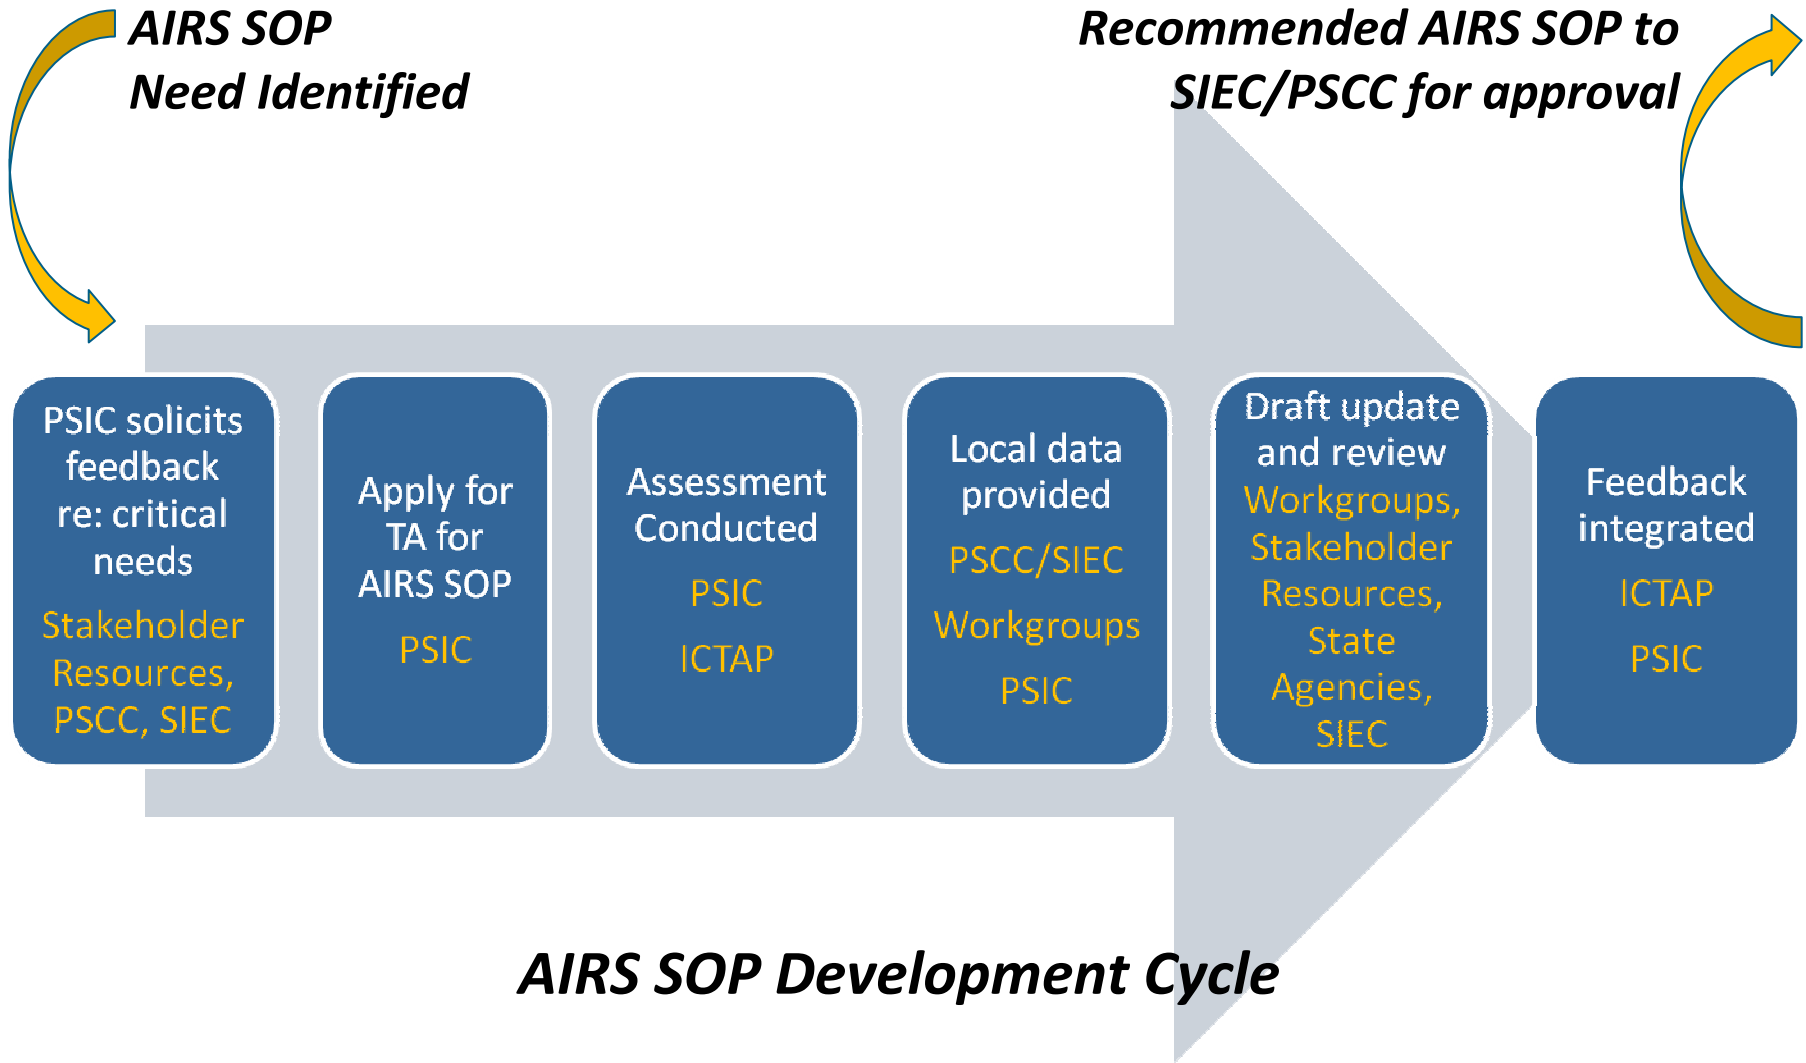 AIRS SOP
Need Identified
Recommended AIRS SOP to
SIEC/PSCC for approval
PSIC solicits
feedback
re: critical
needs
Stakeholder
Resources,
PSCC, SIEC
Apply for
TA for
AIRS SOP
PSIC
Assessment
Conducted
PSIC
ICTAP
Local data
provided
PSCC/SIEC
Workgroups
PSIC
Draft update
and review
Workgroups,
Stakeholder
Resources,
State
Agencies,
SIEC
Feedback
integrated
ICTAP
PSIC
AIRS SOP Development Cycle